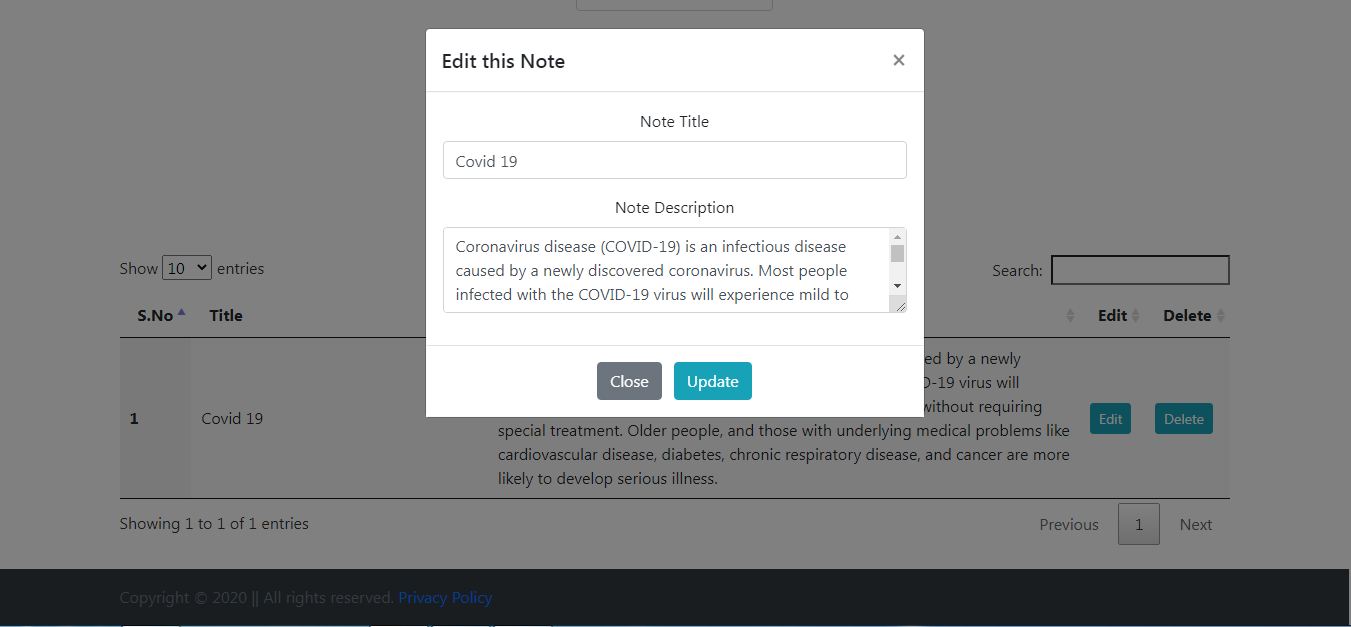 Edit this Note ×
Note Title
Covid 19
Note Description
Coronavirus disease (COVID-19) is an infectious disease
caused by a newly discovered coronavirus. Most people
infected with the COVID-19 virus will experience mild to
Close Update
Show 10 entries Search:
S.No Title Edit Delete
ed by a newly
D-19 virus will
1 Covid 19 without requiring Edit Delete
special treatment. Older people, and those with underlying medical problems like
cardiovascular disease, diabetes, chronic respiratory disease, and cancer are more
likely to develop serious illness.
Showing 1 to 1 of 1 entries Previous 1 Next
Copyright © 2020 || All rights reserved. Privacy Policy